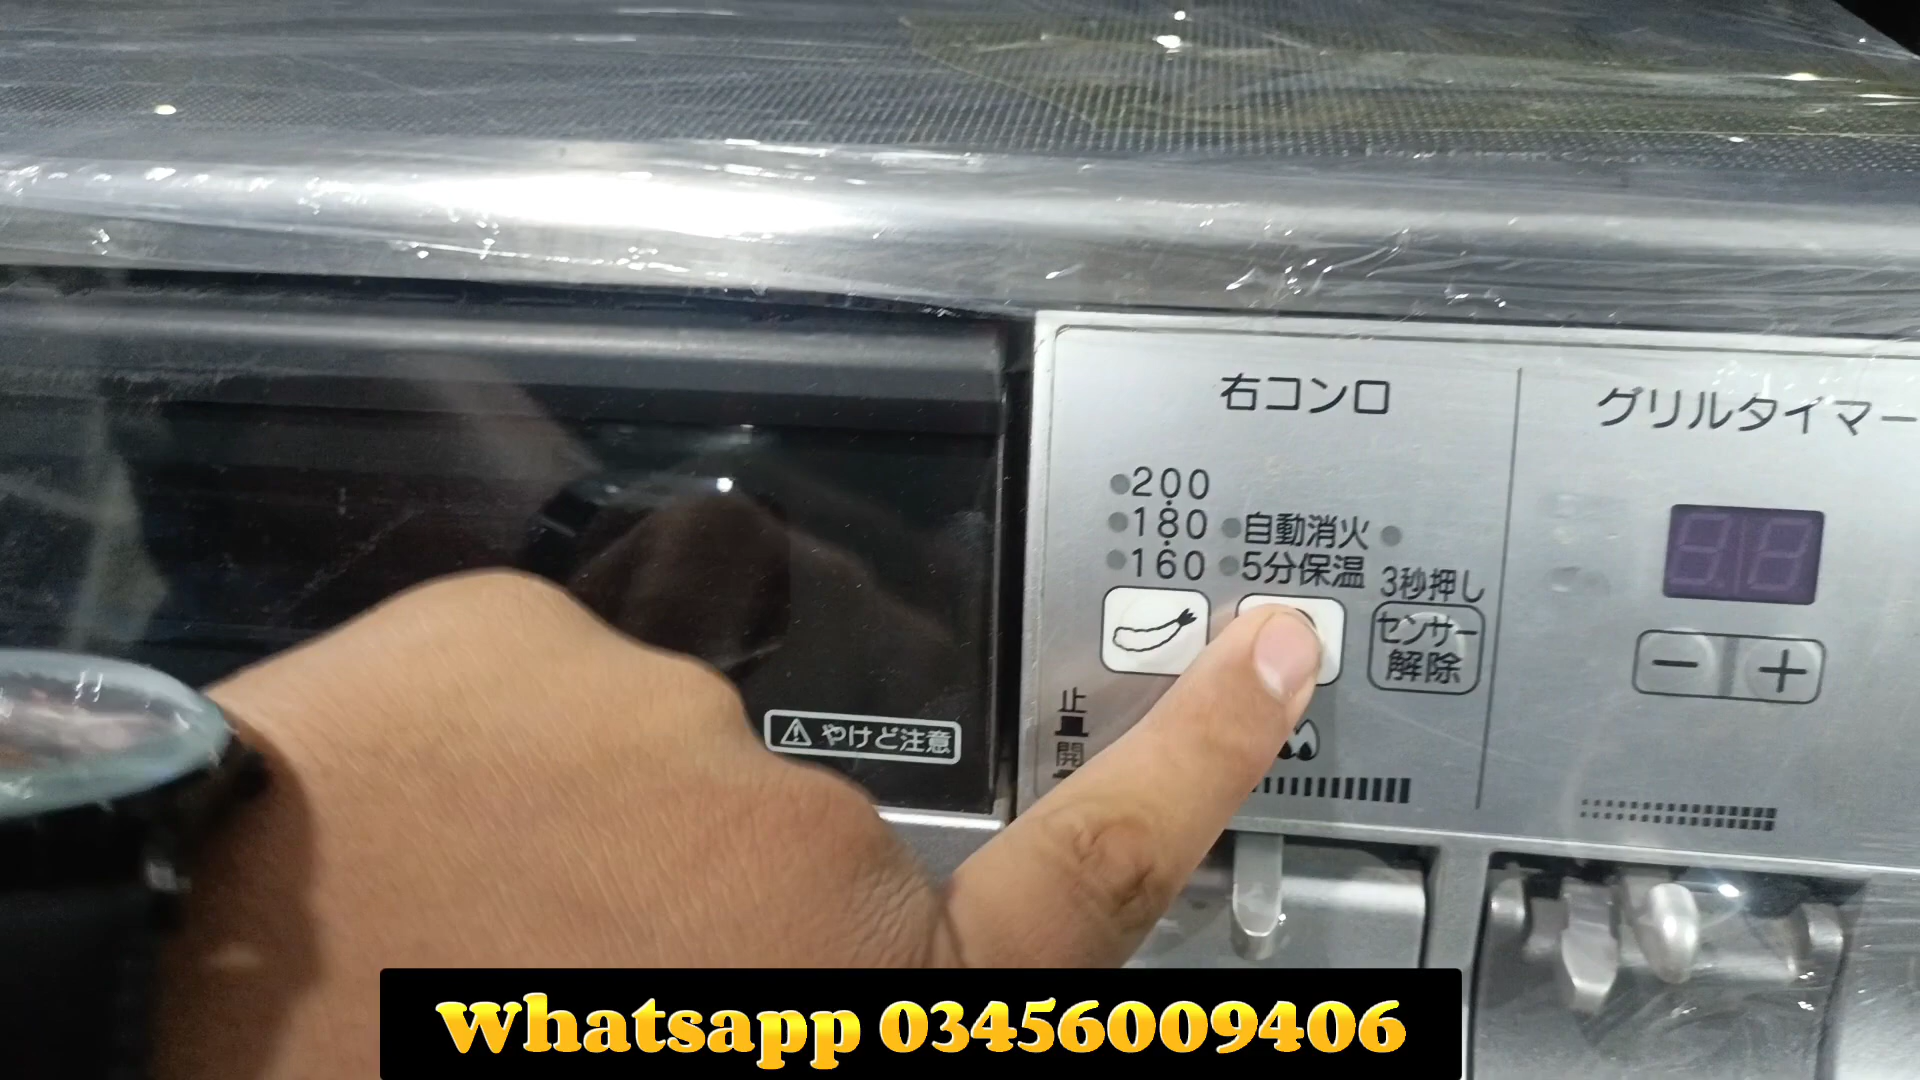 右コンロ
グリルタイマー
200
180
160
自動消火
5分保温
3秒押し
センサー
解除
− +
止
開
やけど注意
Whatsapp 03456009406